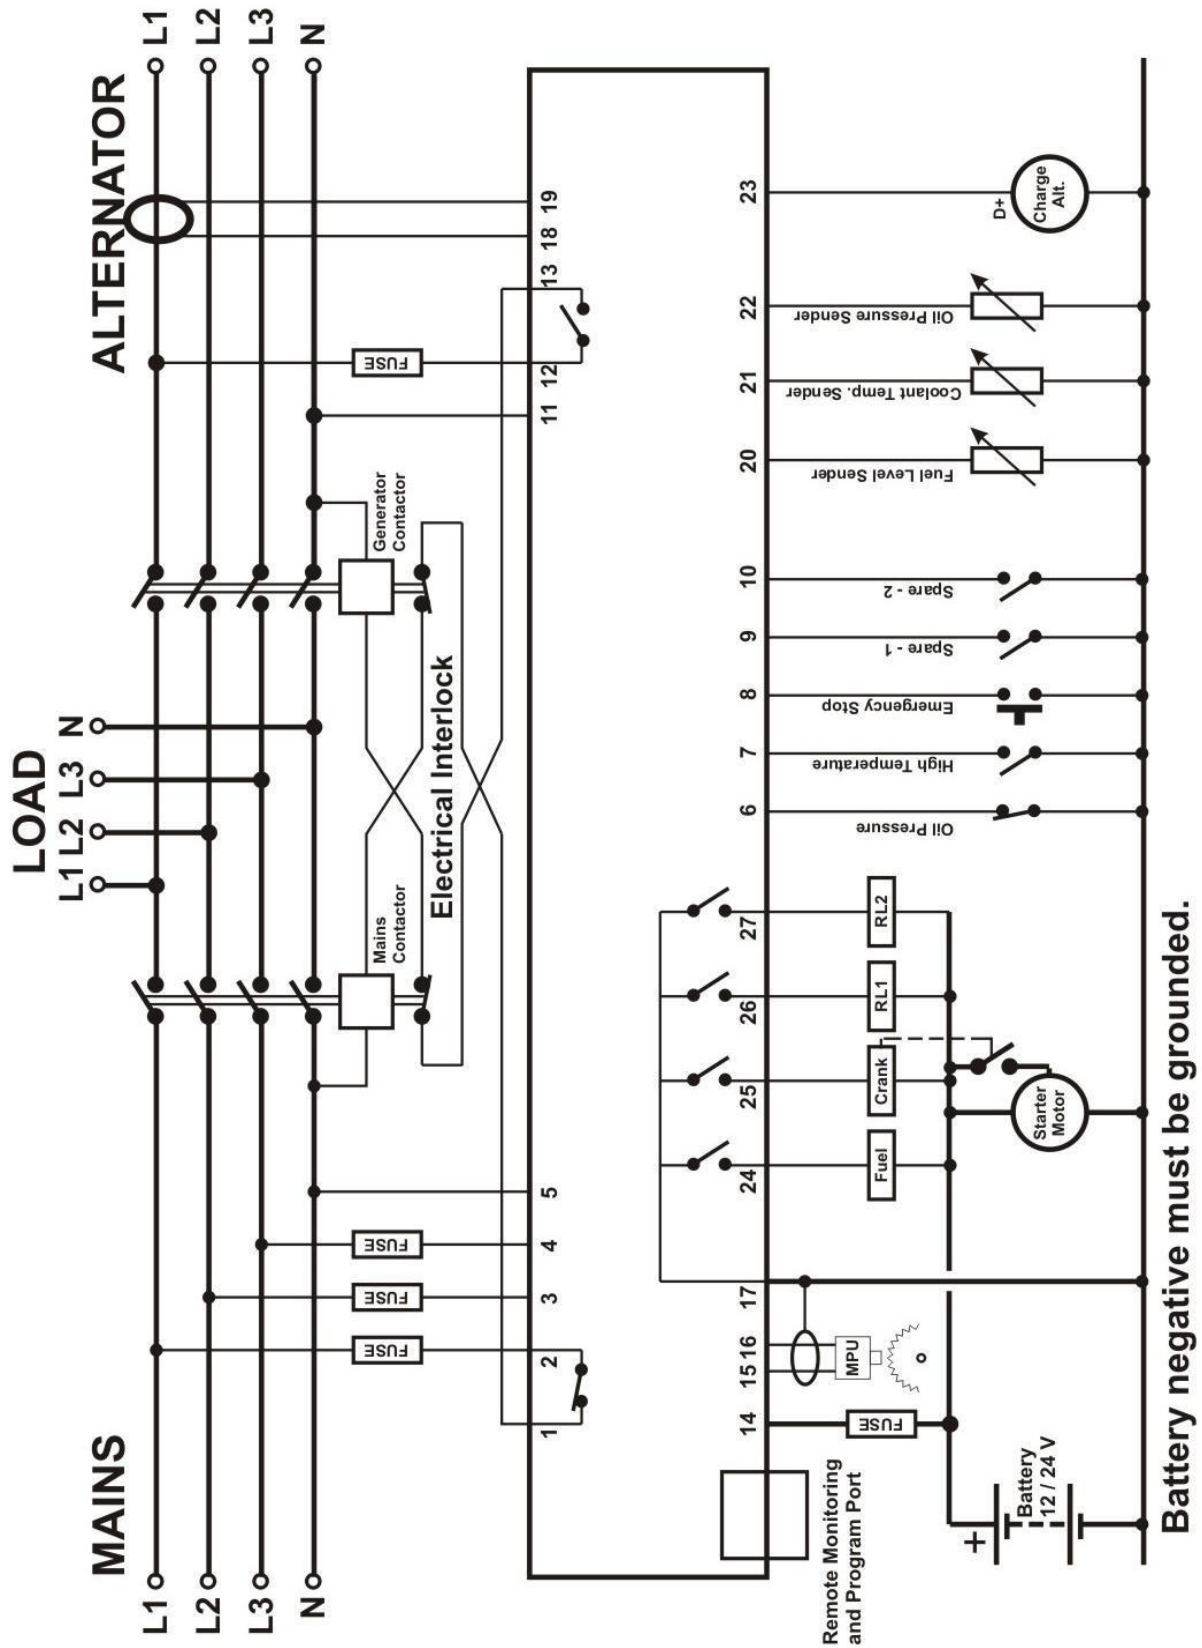 MAINS
LOAD
ALTERNATOR
L1
L2
L3
N
L1
L2
L3
N
L1
L2
L3
N
Mains
Contactor
Generator
Contactor
Electrical Interlock
FUSE
FUSE
FUSE
FUSE
1
2
3
4
5
11
12
13
18
19
14
15
16
17
24
25
26
27
6
7
8
9
10
20
21
22
23
Remote Monitoring
and Program Port
FUSE
MPU
Fuel
Crank
RL1
RL2
Oil Pressure
High Temperature
Emergency Stop
Spare - 1
Spare - 2
Fuel Level Sender
Coolant Temp. Sender
Oil Pressure Sender
D+
Charge
Alt.
Starter
Motor
+
Battery
12 / 24 V
Battery negative must be grounded.